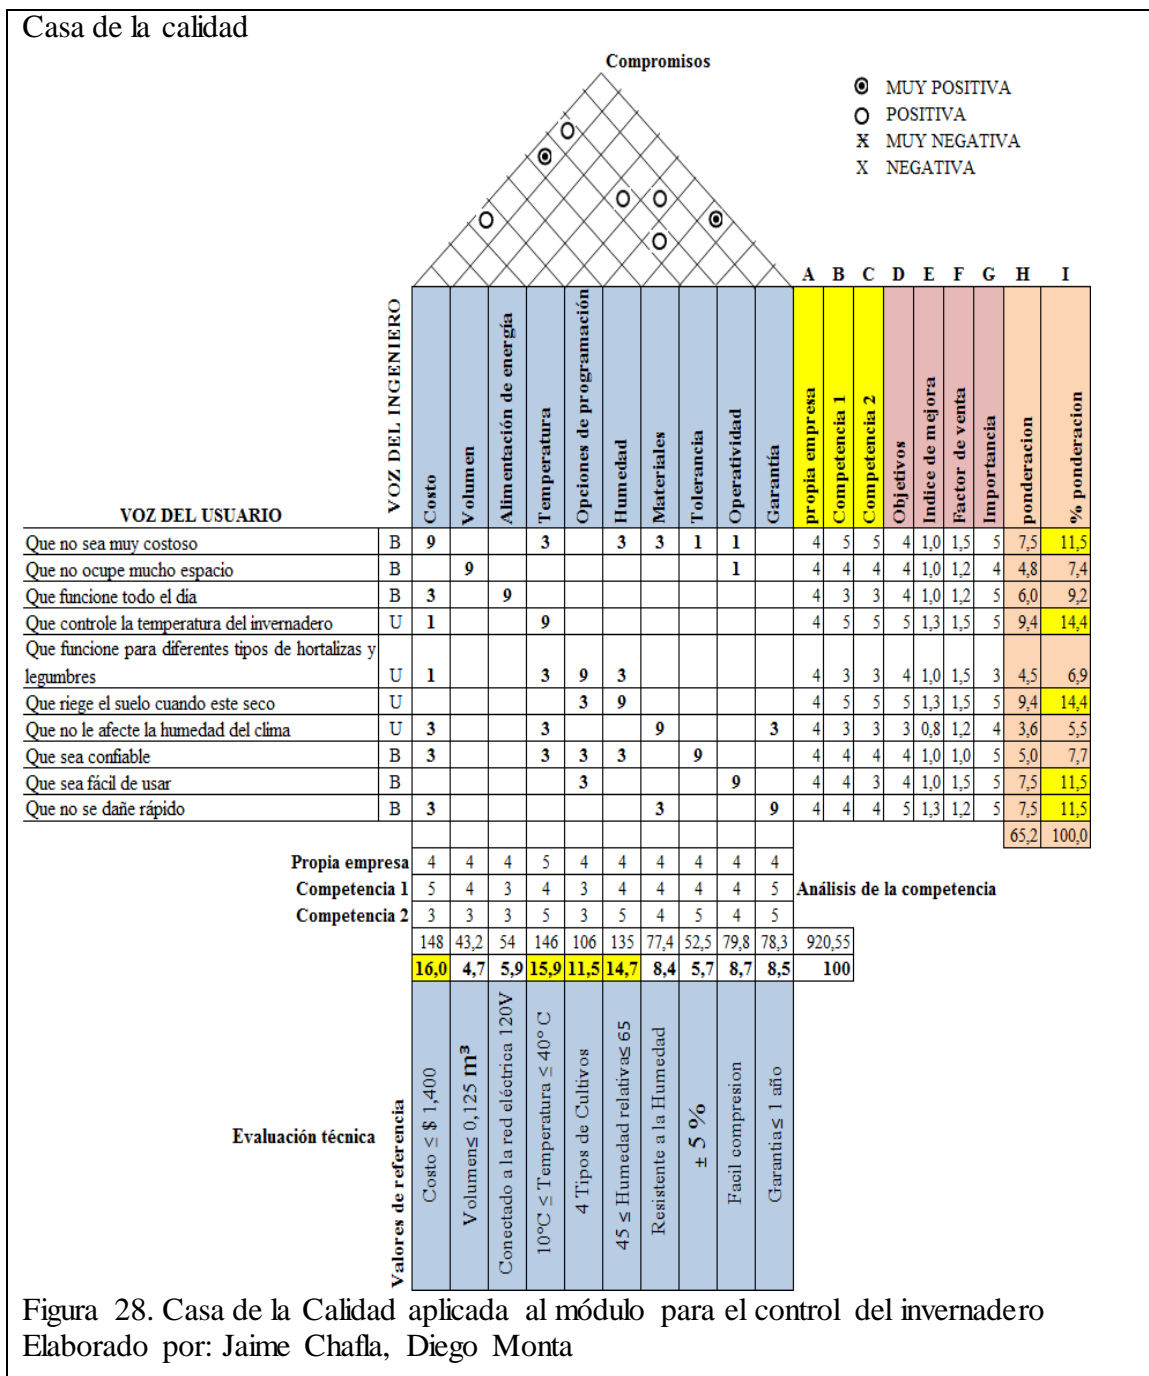 Casa de la calidad
Compromisos
MUY POSITIVA
POSITIVA
X MUY NEGATIVA
X NEGATIVA
A B C D E F G H I
VOZ DEL USUARIO
VOZ DEL INGENIERO
Costo
Volumen
Alimentación de energía
Temperatura
Opciones de programación
Humedad
Materiales
Tolerancia
Operatividad
Garantía
propia empresa
Competencia 1
Competencia 2
Objetivos
Indice de mejora
Factor de venta
Importancia
ponderacion
% ponderacion
Que no sea muy costoso B 9 3 3 3 1 1 4 5 5 4 1,0 1,5 5 7,5 11,5
Que no ocupe mucho espacio B 9 1 4 4 4 4 1,0 1,2 4 4,8 7,4
Que funcione todo el día B 3 9 4 3 3 4 1,0 1,2 5 6,0 9,2
Que controle la temperatura del invernadero U 1 9 4 5 5 5 1,3 1,5 5 9,4 14,4
Que funcione para diferentes tipos de hortalizas y
legumbres U 1 3 9 3 4 3 3 4 1,0 1,5 3 4,5 6,9
Que riege el suelo cuando este seco U 3 9 4 5 5 5 1,3 1,5 5 9,4 14,4
Que no le afecte la humedad del clima U 3 3 9 3 4 3 3 3 0,8 1,2 4 3,6 5,5
Que sea confiable B 3 3 3 3 9 4 4 4 4 1,0 1,0 5 5,0 7,7
Que sea fácil de usar B 3 9 4 4 3 4 1,0 1,5 5 7,5 11,5
Que no se dañe rápido B 3 3 9 4 4 4 5 1,3 1,2 5 7,5 11,5
65,2 100,0
Propia empresa 4 4 4 5 4 4 4 4 4 4
Competencia 1 5 4 3 4 3 4 4 4 4 5 Análisis de la competencia
Competencia 2 3 3 3 5 3 5 4 5 4 5
148 43,2 54 146 106 135 77,4 52,5 79,8 78,3 920,55
16,0 4,7 5,9 15,9 11,5 14,7 8,4 5,7 8,7 8,5 100
Evaluación técnica
Valores de referencia
Costo ≤ $ 1,400
Volumen≤ 0,125 m³
Conectado a la red eléctrica 120V
10°C ≤ Temperatura ≤ 40° C
4 Tipos de Cultivos
45 ≤ Humedad relativa≤ 65
Resistente a la Humedad
± 5 %
Facil compresion
Garantia≤ 1 año
Figura 28. Casa de la Calidad aplicada al módulo para el control del invernadero
Elaborado por: Jaime Chafla, Diego Monta